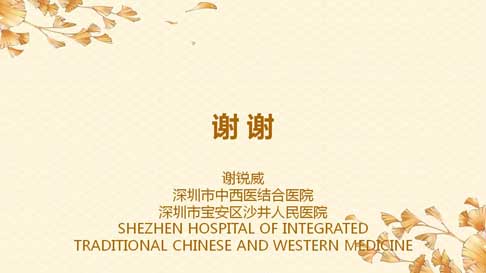 谢谢
谢锐威
深圳市中西医结合医院
深圳市宝安区沙井人民医院
SHEZHEN HOSPITAL OF INTEGRATED
TRADITIONAL CHINESE AND WESTERN MEDICINE